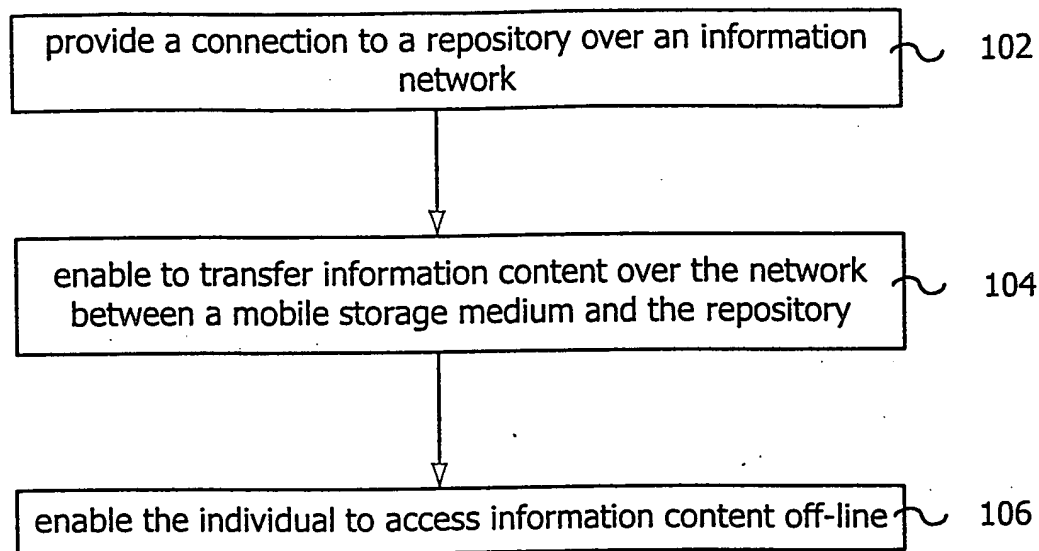 provide a connection to a repository over an information
network
102
enable to transfer information content over the network
between a mobile storage medium and the repository
104
enable the individual to access information content off-line
106